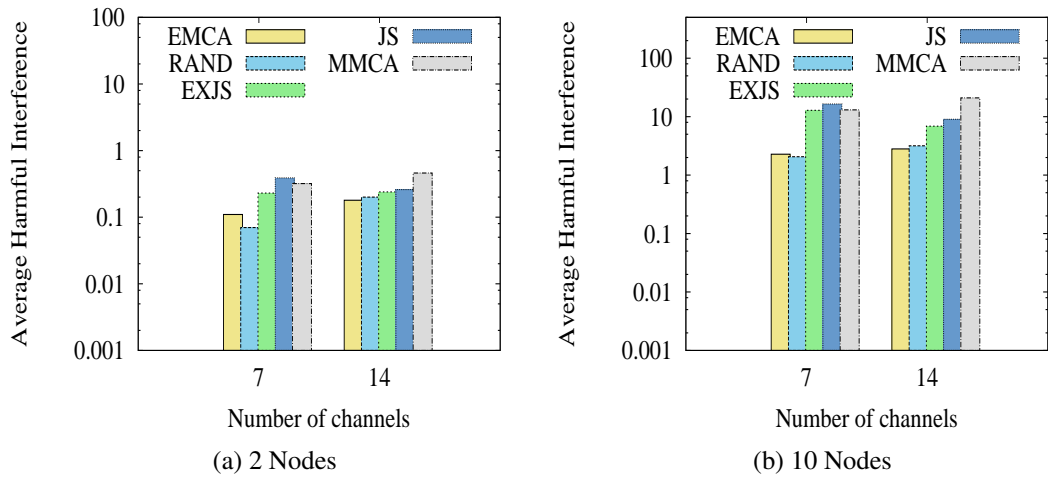 Average Harmful Interference
100
10
1
0.1
0.01
0.001
EMCA
RAND
EXJS
JS
MMCA
7
14
Number of channels
(a) 2 Nodes
Average Harmful Interference
100
10
1
0.1
0.01
0.001
EMCA
RAND
EXJS
JS
MMCA
7
14
Number of channels
(b) 10 Nodes